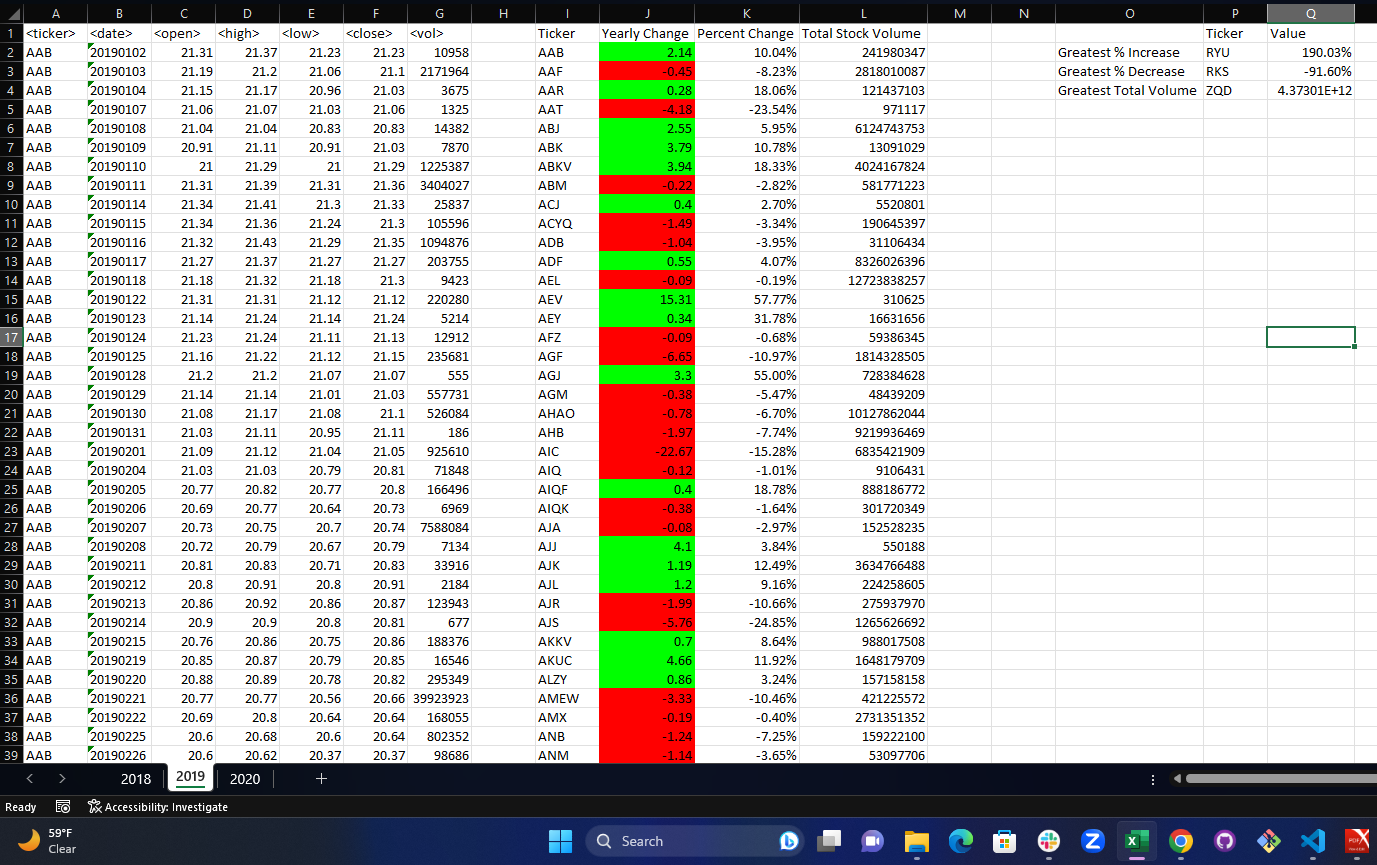 A B C D E F G H I J K L M N O P Q
1 <ticker> <date> <open> <high> <low> <close> <vol> Ticker Yearly Change Percent Change Total Stock Volume Ticker Value
2 AAB 20190102 21.31 21.37 21.23 21.23 10958 AAB 2.14 10.04% 241980347 Greatest % Increase RYU 190.03%
3 AAB 20190103 21.19 21.2 21.06 21.1 2171964 AAF -0.45 -8.23% 2818010087 Greatest % Decrease RKS -91.60%
4 AAB 20190104 21.15 21.17 20.96 21.03 3675 AAR 0.28 18.06% 121437103 Greatest Total Volume ZQD 4.37301E+12
5 AAB 20190107 21.06 21.07 21.03 21.06 1325 AAT -4.18 -23.54% 971117
6 AAB 20190108 21.04 21.04 20.83 20.83 14382 ABJ 2.55 5.95% 6124743753
7 AAB 20190109 20.91 21.11 20.91 21.03 7870 ABK 3.79 10.78% 13091029
8 AAB 20190110 21 21.29 21 21.29 1225387 ABKV 3.94 18.33% 4024167824
9 AAB 20190111 21.31 21.39 21.31 21.36 3404027 ABM -0.22 -2.82% 581771223
10 AAB 20190114 21.34 21.41 21.3 21.33 25837 ACJ 0.4 2.70% 5520801
11 AAB 20190115 21.34 21.36 21.24 21.3 105596 ACYQ -1.49 -3.34% 190645397
12 AAB 20190116 21.32 21.43 21.29 21.35 1094876 ADB -1.04 -3.95% 31106434
13 AAB 20190117 21.27 21.37 21.27 21.27 203755 ADF 0.55 4.07% 8326026396
14 AAB 20190118 21.18 21.32 21.18 21.3 9423 AEL -0.09 -0.19% 12723838257
15 AAB 20190122 21.31 21.31 21.12 21.12 220280 AEV 15.31 57.77% 310625
16 AAB 20190123 21.14 21.24 21.14 21.24 5214 AEY 0.34 31.78% 16631656
17 AAB 20190124 21.23 21.24 21.11 21.13 12912 AFZ -0.09 -0.68% 59386345
18 AAB 20190125 21.16 21.22 21.12 21.15 235681 AGF -6.65 -10.97% 1814328505
19 AAB 20190128 21.2 21.2 21.07 21.07 555 AGJ 3.3 55.00% 728384628
20 AAB 20190129 21.14 21.14 21.01 21.03 557731 AGM -0.38 -5.47% 48439209
21 AAB 20190130 21.08 21.17 21.08 21.1 526084 AHAO -0.78 -6.70% 10127862044
22 AAB 20190131 21.03 21.11 20.95 21.11 186 AHB -1.97 -7.74% 9219936469
23 AAB 20190201 21.09 21.12 21.04 21.05 925610 AIC -22.67 -15.28% 6835421909
24 AAB 20190204 21.03 21.03 20.79 20.81 71848 AIQ -0.12 -1.01% 9106431
25 AAB 20190205 20.77 20.82 20.77 20.8 166496 AIQF 0.4 18.78% 888186772
26 AAB 20190206 20.69 20.77 20.64 20.73 6969 AIQK -0.38 -1.64% 301720349
27 AAB 20190207 20.73 20.75 20.7 20.74 7588084 AJA -0.08 -2.97% 152528235
28 AAB 20190208 20.72 20.79 20.67 20.79 7134 AJJ 4.1 3.84% 550188
29 AAB 20190211 20.81 20.83 20.71 20.83 33916 AJK 1.19 12.49% 3634766488
30 AAB 20190212 20.8 20.91 20.8 20.91 2184 AJL 1.2 9.16% 224258605
31 AAB 20190213 20.86 20.92 20.86 20.87 123943 AJR -1.99 -10.66% 275937970
32 AAB 20190214 20.9 20.9 20.8 20.81 677 AJS -5.76 -24.85% 1265626692
33 AAB 20190215 20.76 20.86 20.75 20.86 188376 AKKV 0.7 8.64% 988017508
34 AAB 20190219 20.85 20.87 20.79 20.85 16546 AKUC 4.66 11.92% 1648179709
35 AAB 20190220 20.88 20.89 20.78 20.82 295349 ALZY 0.86 3.24% 157158158
36 AAB 20190221 20.77 20.77 20.56 20.66 39923923 AMEW -3.33 -10.46% 421225572
37 AAB 20190222 20.69 20.8 20.64 20.64 168055 AMX -0.19 -0.40% 2731351352
38 AAB 20190225 20.6 20.68 20.6 20.64 802352 ANB -1.24 -7.25% 159222100
39 AAB 20190226 20.6 20.62 20.37 20.37 98686 ANM -1.14 -3.65% 53097706
2018 2019 2020
Ready Accessibility: Investigate
59°F
Clear
Search